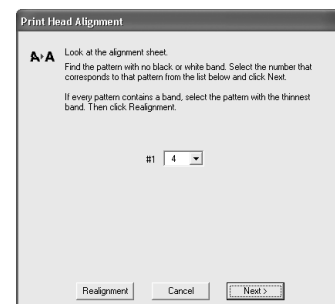 Print Head Alignment
A▸A
Look at the alignment sheet.
Find the pattern with no black or white band. Select the number that
corresponds to that pattern from the list below and click Next.
If every pattern contains a band, select the pattern with the thinnest
band. Then click Realignment.
#1 4
Realignment Cancel Next >